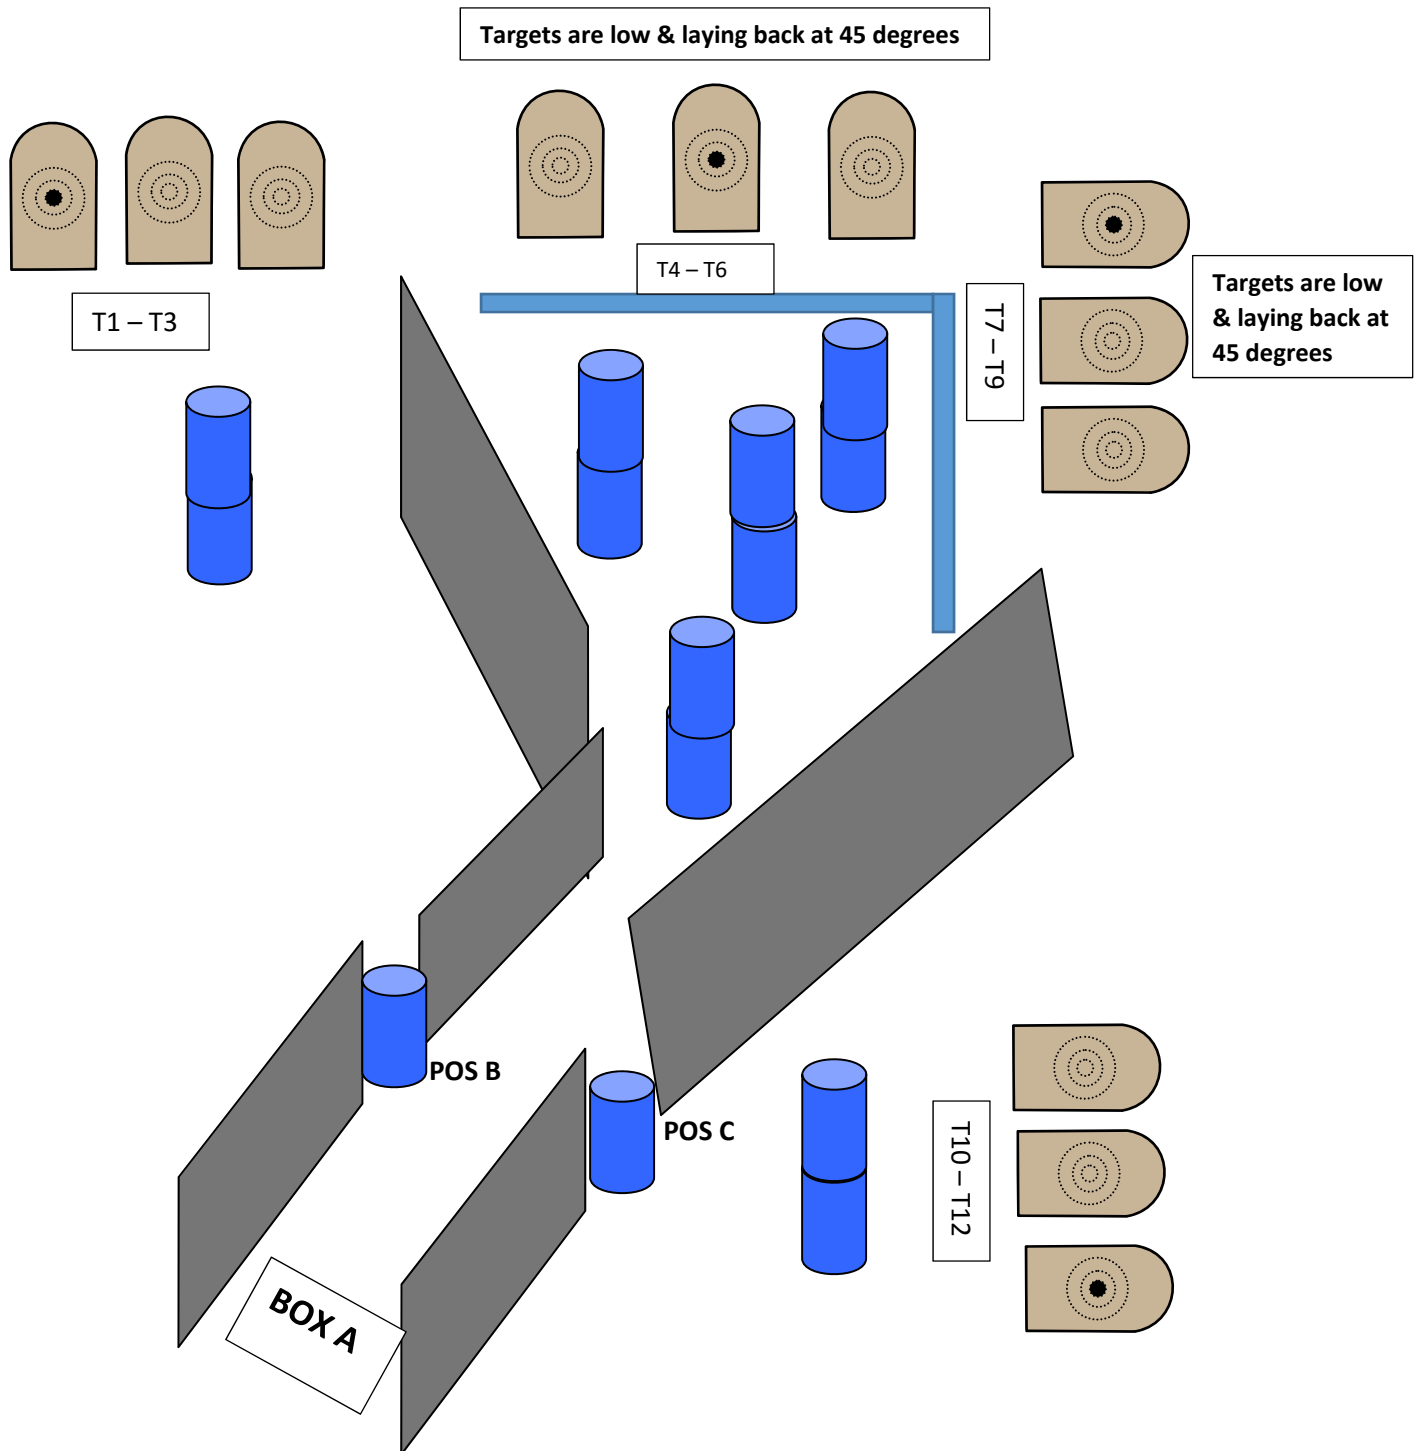 Targets are low & laying back at 45 degrees
T4 – T6
T1 – T3
T7 – T9
Targets are low
& laying back at
45 degrees
POS B
POS C
T10 – T12
BOX A